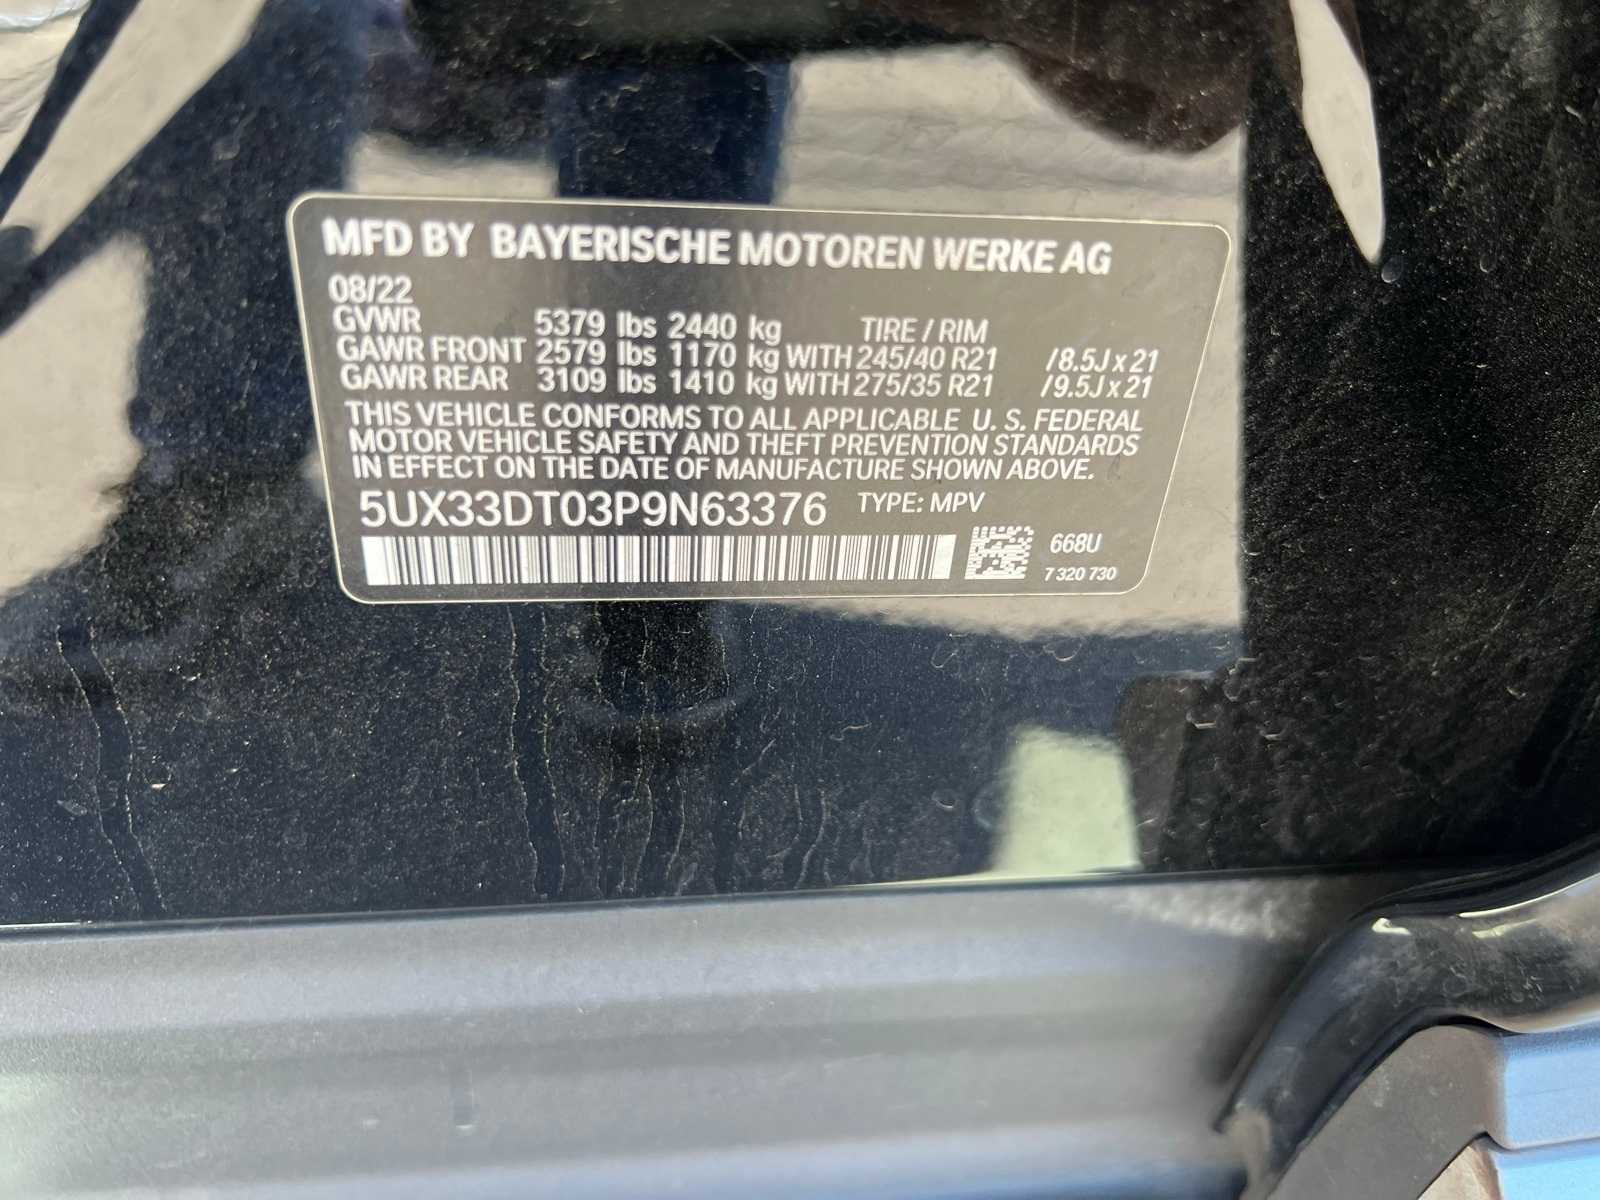 MFD BY BAYERISCHE MOTOREN WERKE AG
08/22
GVWR 5379 lbs 2440 kg TIRE / RIM
GAWR FRONT 2579 lbs 1170 kg WITH 245/40 R21 /8.5J x 21
GAWR REAR 3109 lbs 1410 kg WITH 275/35 R21 /9.5J x 21
THIS VEHICLE CONFORMS TO ALL APPLICABLE U. S. FEDERAL
MOTOR VEHICLE SAFETY AND THEFT PREVENTION STANDARDS
IN EFFECT ON THE DATE OF MANUFACTURE SHOWN ABOVE.
5UX33DT03P9N63376 TYPE: MPV
668U
7 320 730